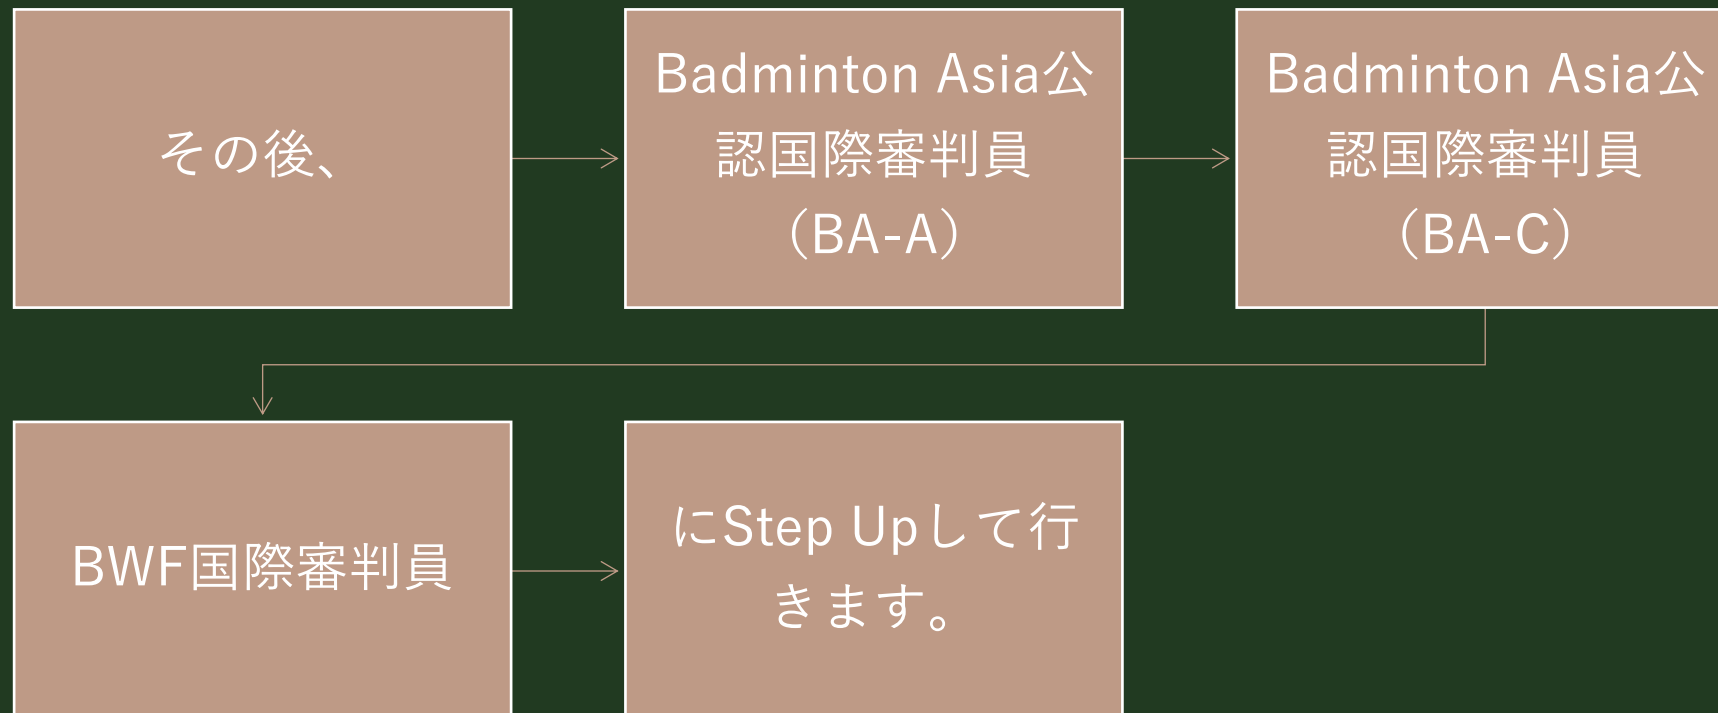 その後、
Badminton Asia公
認国際審判員
（BA-A）
Badminton Asia公
認国際審判員
（BA-C）
BWF国際審判員
にStep Upして行
きます。